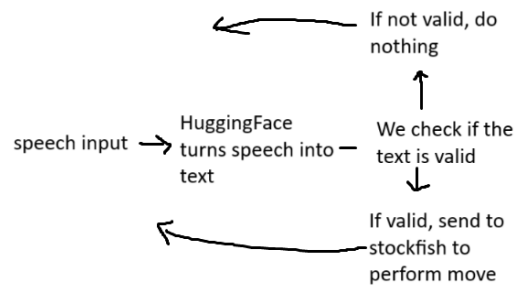 If not valid, do
nothing
speech input
HuggingFace
turns speech into
text
We check if the
text is valid
If valid, send to
stockfish to
perform move